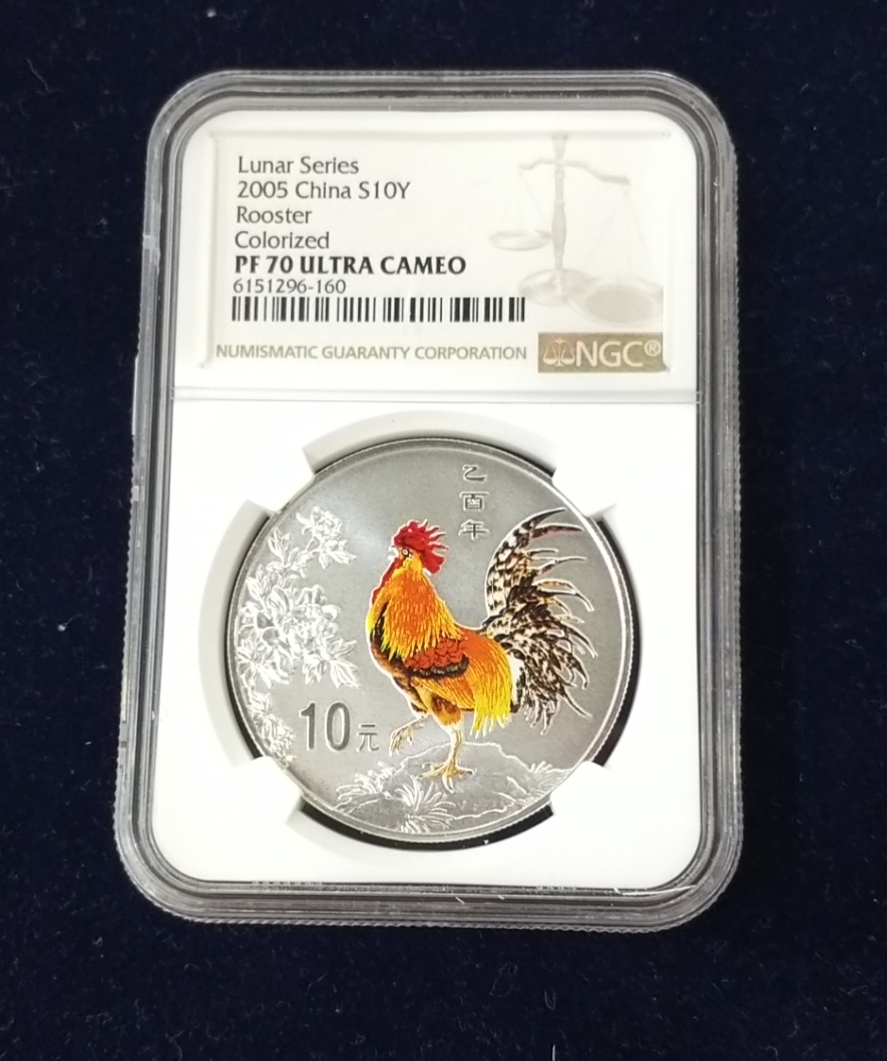 Lunar Series
2005 China S10Y
Rooster
Colorized
PF 70 ULTRA CAMEO
6151296-160
NUMISMATIC GUARANTY CORPORATION NGC®
乙
酉
年
10元